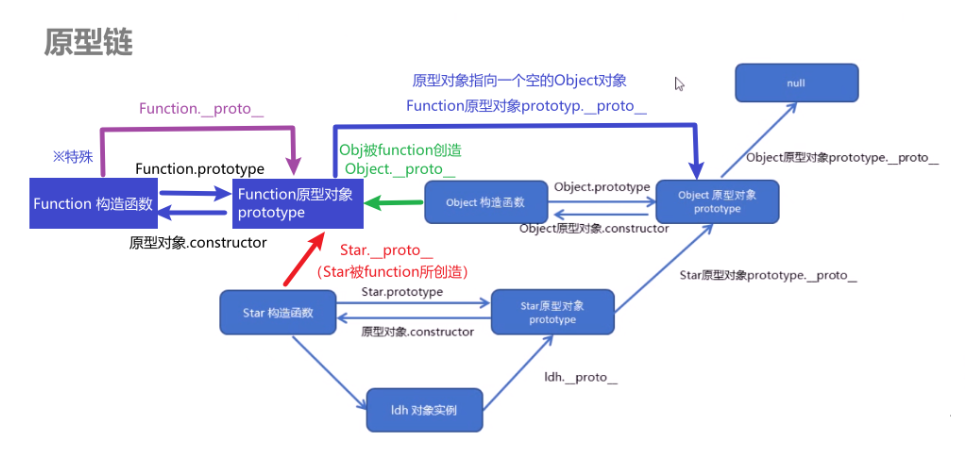 原型链
原型对象指向一个空的Object对象
null
Function.__proto__
Function原型对象prototyp.__proto__
※特殊
Obj被function创造
Object.__proto__
Object原型对象prototype.__proto__
Function.prototype
Function 构造函数
Function原型对象
prototype
Object 构造函数
Object.prototype
Object 原型对象
prototype
原型对象.constructor
Object原型对象.constructor
Star.__proto__
（Star被function所创造）
Star原型对象prototype.__proto__
Star 构造函数
Star.prototype
Star原型对象
prototype
原型对象.constructor
ldh.__proto__
ldh 对象实例